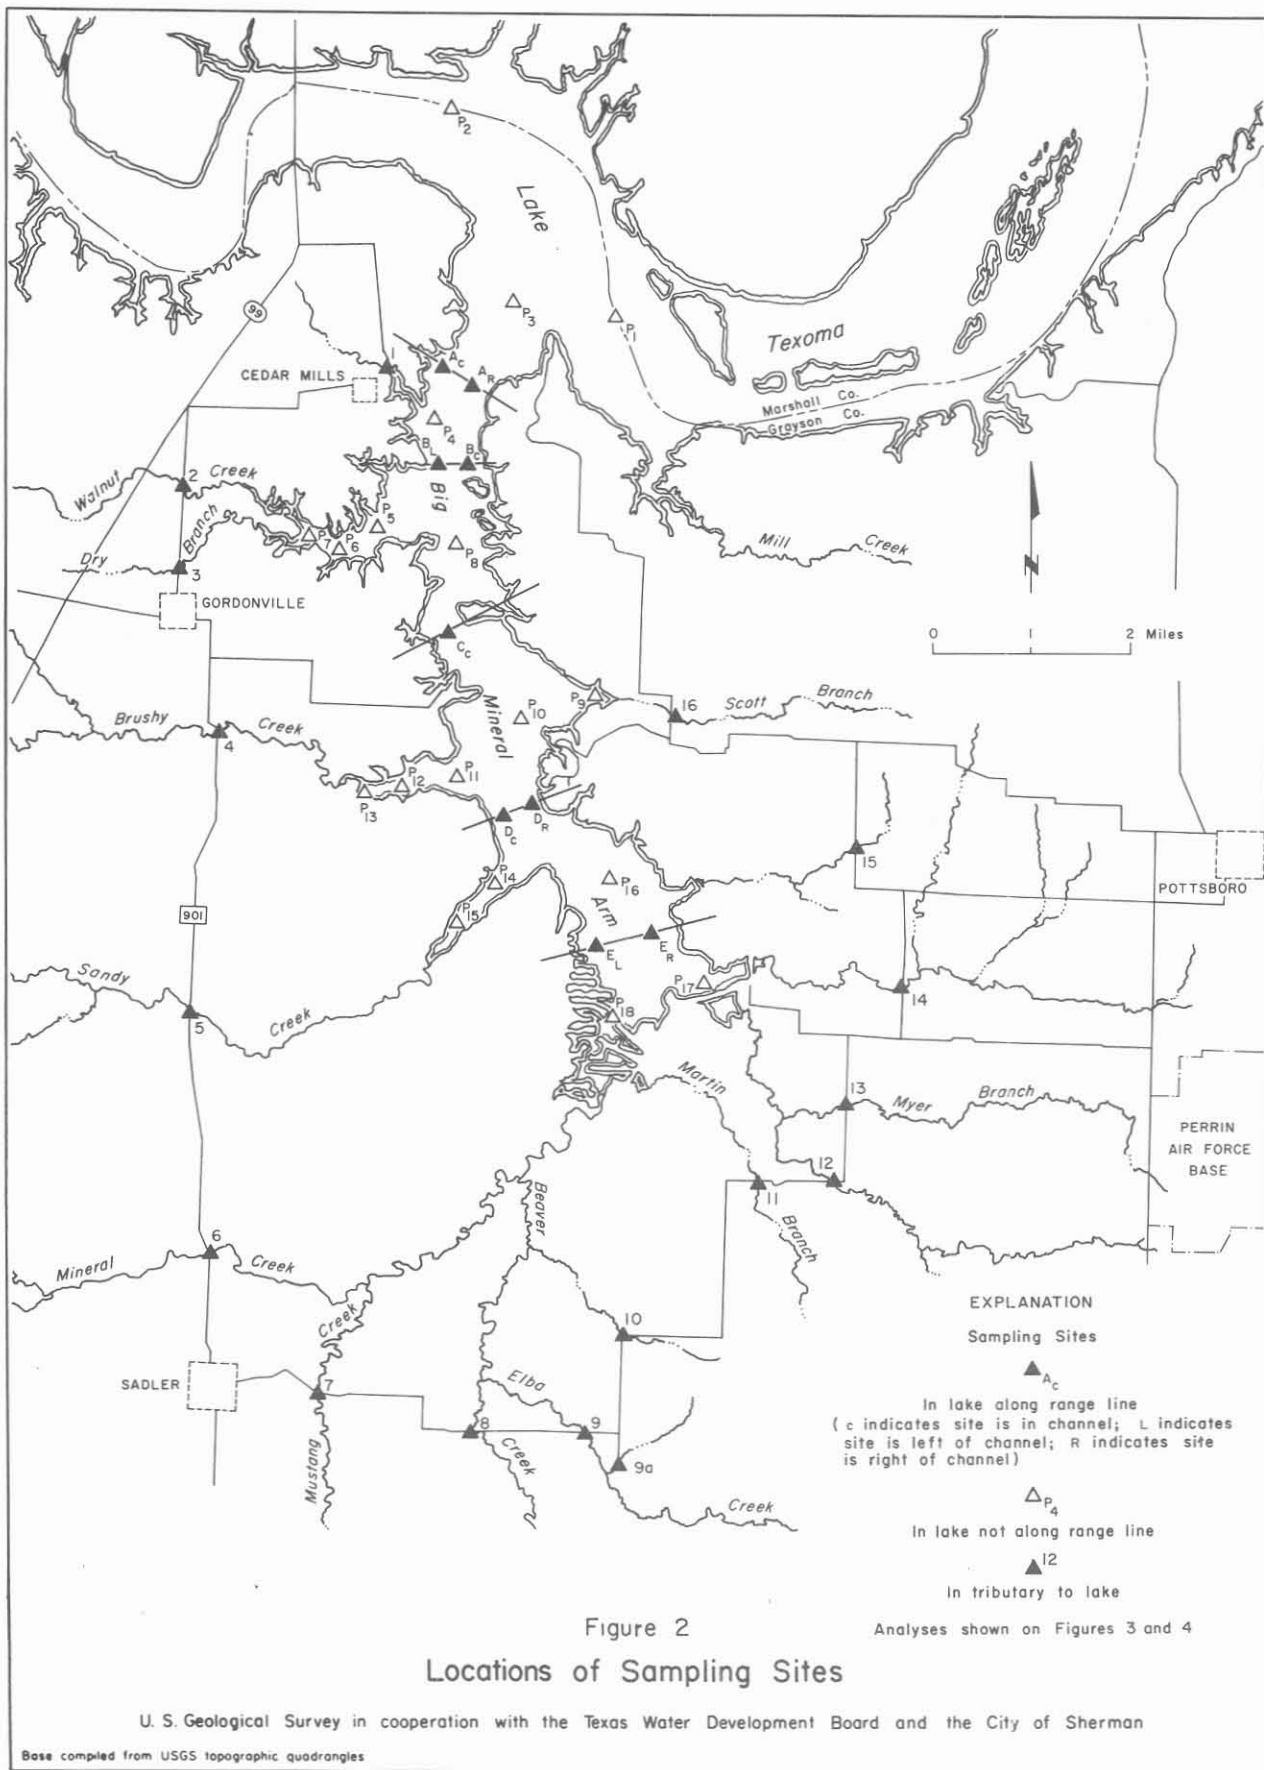 P2
Lake
99
P3
P1
Texoma
1
AC
AR
CEDAR MILLS
Marshall Co.
Grayson Co.
P4
BL
BC
2
Walnut
Creek
Big
P5
P7
P6
P8
Branch
Dry
3
Mill
Creek
GORDONVILLE
N
0 1 2 Miles
CC
P9
Mineral
P10
16
Scott
Branch
Brushy
Creek
4
P12
P11
P13
DC
DR
15
P14
P16
POTTSBORO
901
P15
Arm
EL
ER
Sandy
P17
14
5
Creek
P18
Martin
13
Myer
Branch
PERRIN
AIR FORCE
BASE
12
11
Beaver
Branch
6
Mineral
Creek
Creek
10
SADLER
7
Elba
8
9
9a
Mustang
Creek
Creek
EXPLANATION
Sampling Sites
AC
In lake along range line
( c indicates site is in channel; L indicates
site is left of channel; R indicates site
is right of channel)
P4
In lake not along range line
12
In tributary to lake
Analyses shown on Figures 3 and 4
Figure 2
Locations of Sampling Sites
U. S. Geological Survey in cooperation with the Texas Water Development Board and the City of Sherman
Base compiled from USGS topographic quadrangles